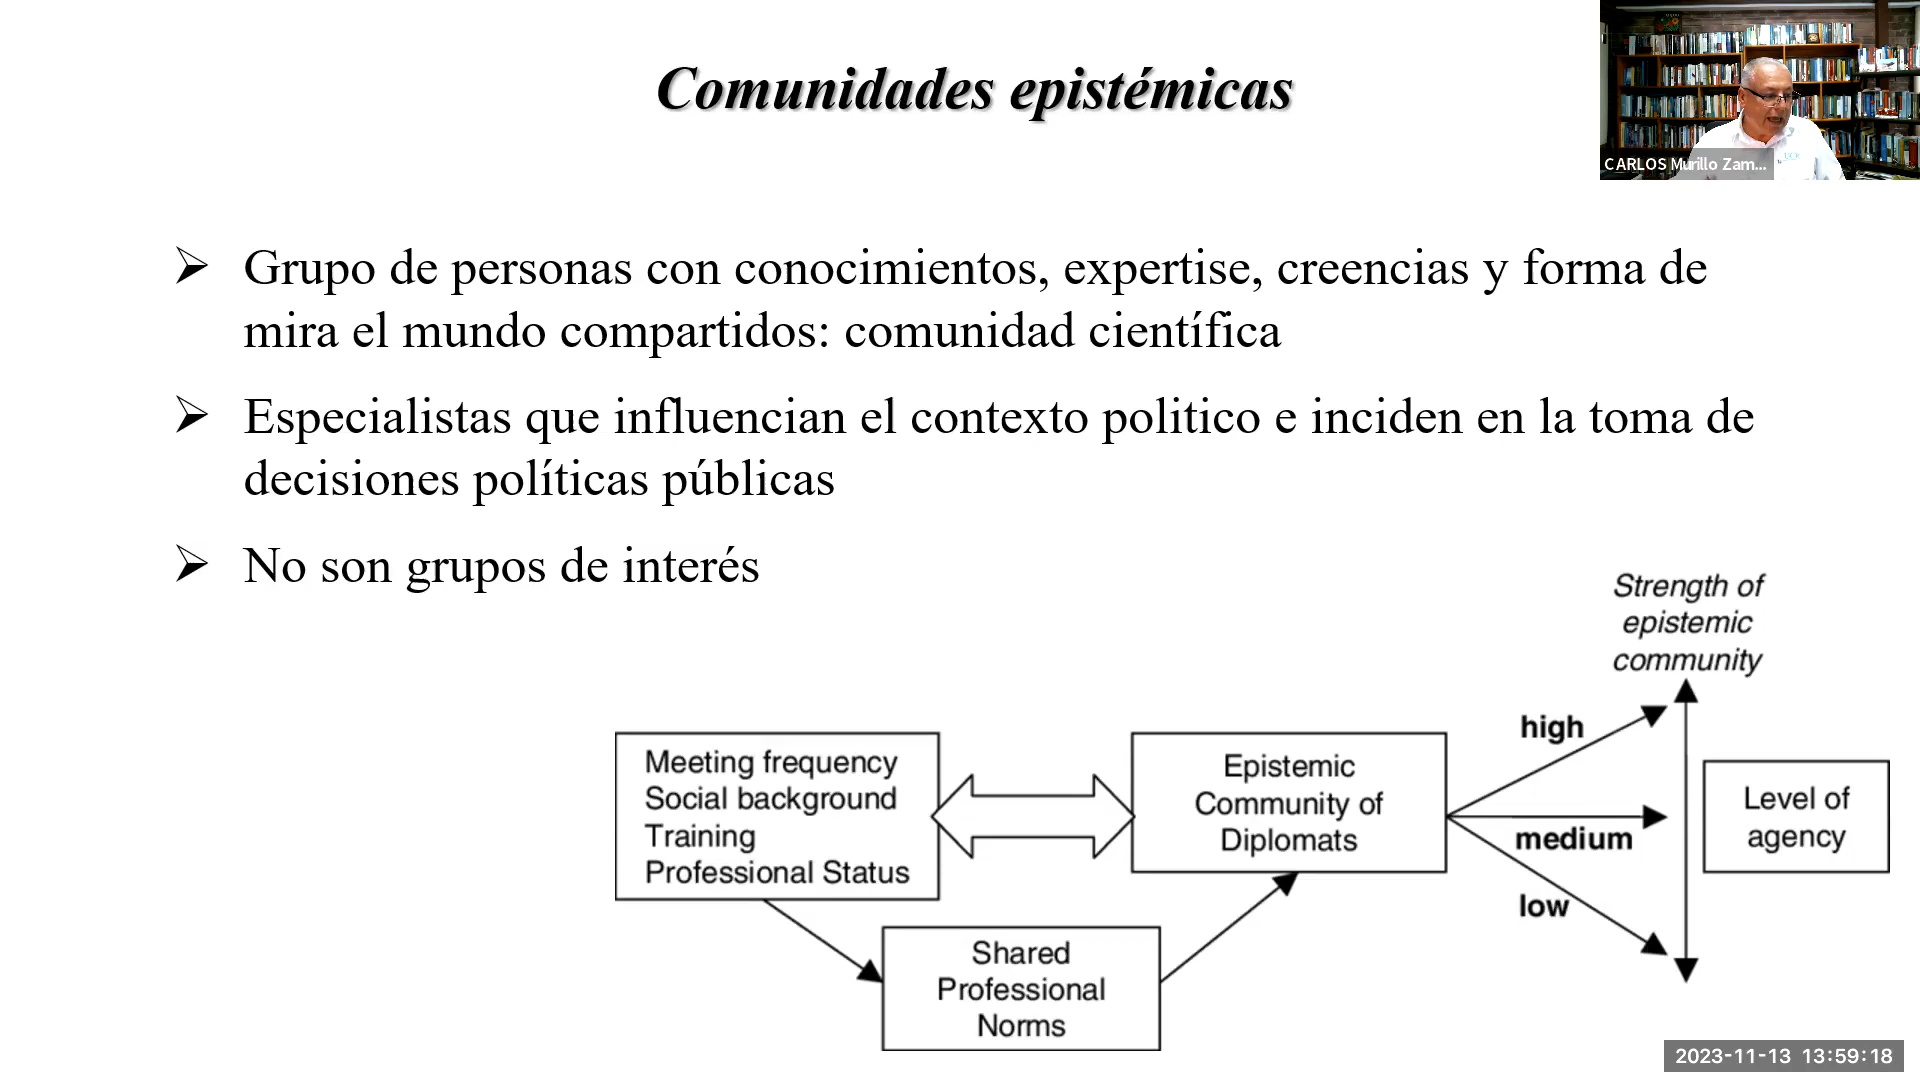 Comunidades epistémicas
CARLOS Murillo Zam...
Grupo de personas con conocimientos, expertise, creencias y forma de
mira el mundo compartidos: comunidad científica
Especialistas que influencian el contexto politico e inciden en la toma de
decisiones políticas públicas
No son grupos de interés
Strength of
epistemic
community
high
medium
low
Meeting frequency
Social background
Training
Professional Status
Epistemic
Community of
Diplomats
Level of
agency
Shared
Professional
Norms
2023-11-13 13:59:18